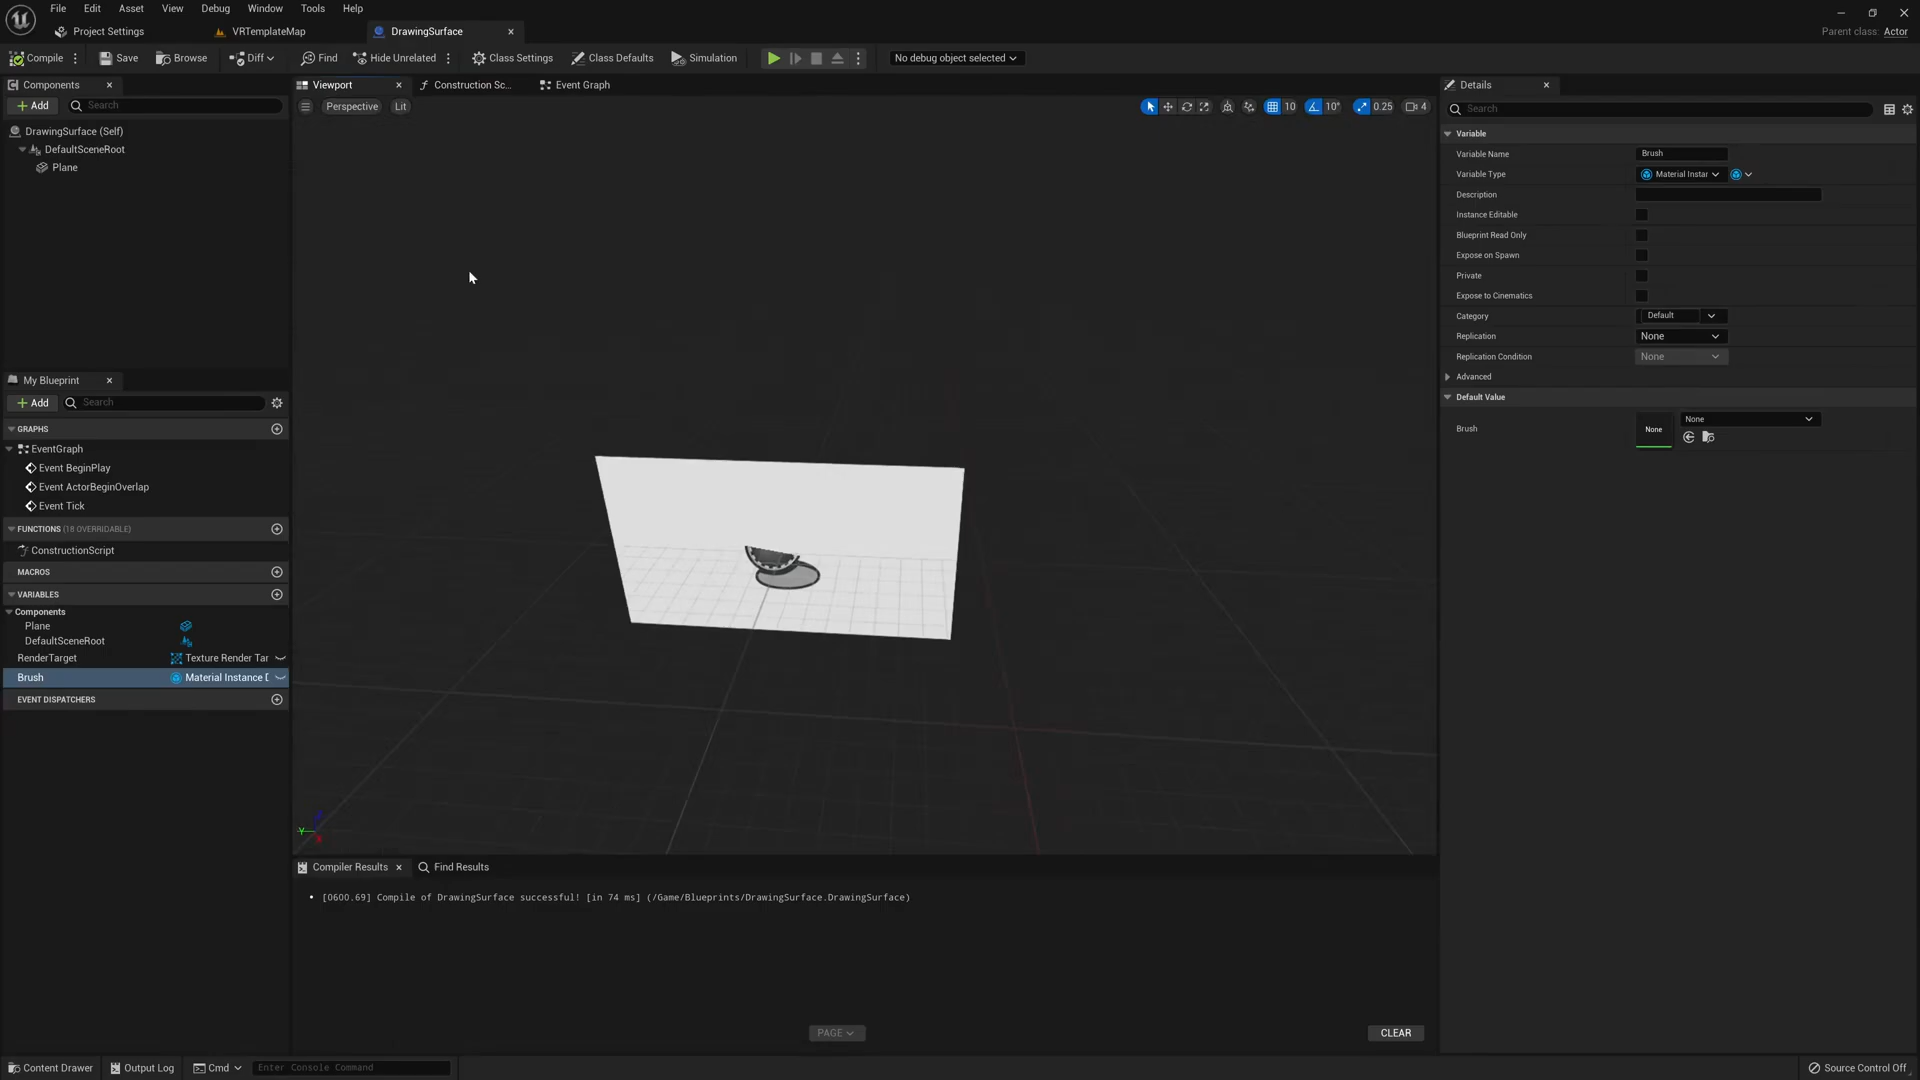 File Edit Asset View Debug Window Tools Help
Project Settings VRTemplateMap DrawingSurface
Parent class: Actor
Compile Save Browse Diff Find Hide Unrelated Class Settings Class Defaults Simulation No debug object selected
Components
Add Search
DrawingSurface (Self)
DefaultSceneRoot
Plane
My Blueprint
Add Search
GRAPHS
EventGraph
Event BeginPlay
Event ActorBeginOverlap
Event Tick
FUNCTIONS (18 OVERRIDABLE)
ConstructionScript
MACROS
VARIABLES
Components
Plane
DefaultSceneRoot
RenderTarget Texture Render Tar
Brush Material Instance D
EVENT DISPATCHERS
Viewport Construction Sc... Event Graph
Perspective Lit
10 10° 0.25 4
Y
Compiler Results Find Results
[0600.69] Compile of DrawingSurface successful! [in 74 ms] (/Game/Blueprints/DrawingSurface.DrawingSurface)
PAGE
CLEAR
Details
Search
Variable
Variable Name Brush
Variable Type Material Instar
Description
Instance Editable
Blueprint Read Only
Expose on Spawn
Private
Expose to Cinematics
Category Default
Replication None
Replication Condition None
Advanced
Default Value
Brush None None
Content Drawer Output Log Cmd Enter Console Command
Source Control Off